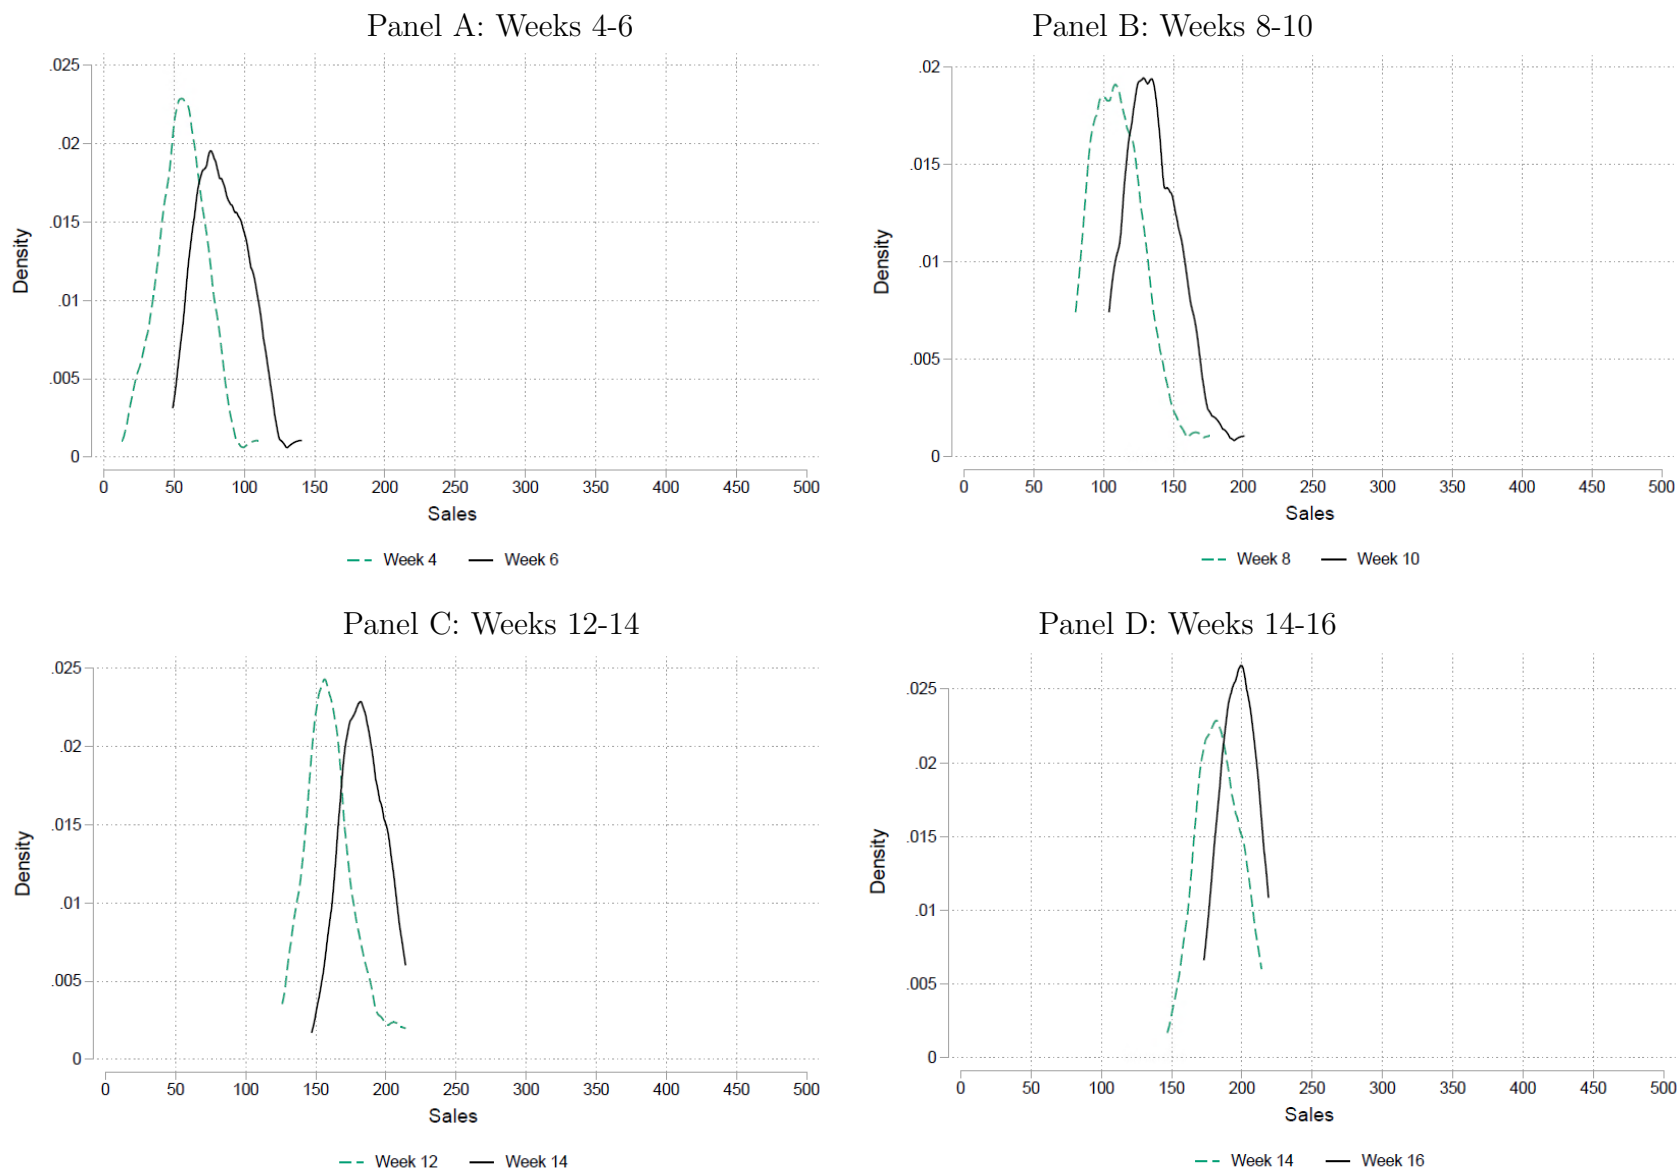 Panel A: Weeks 4-6
.025
.02
.015
.01
.005
0
Density
0 50 100 150 200 250 300 350 400 450 500
Sales
Week 4 Week 6
Panel B: Weeks 8-10
.02
.015
.01
.005
0
Density
0 50 100 150 200 250 300 350 400 450 500
Sales
Week 8 Week 10
Panel C: Weeks 12-14
.025
.02
.015
.01
.005
0
Density
0 50 100 150 200 250 300 350 400 450 500
Sales
Week 12 Week 14
Panel D: Weeks 14-16
.025
.02
.015
.01
.005
0
Density
0 50 100 150 200 250 300 350 400 450 500
Sales
Week 14 Week 16